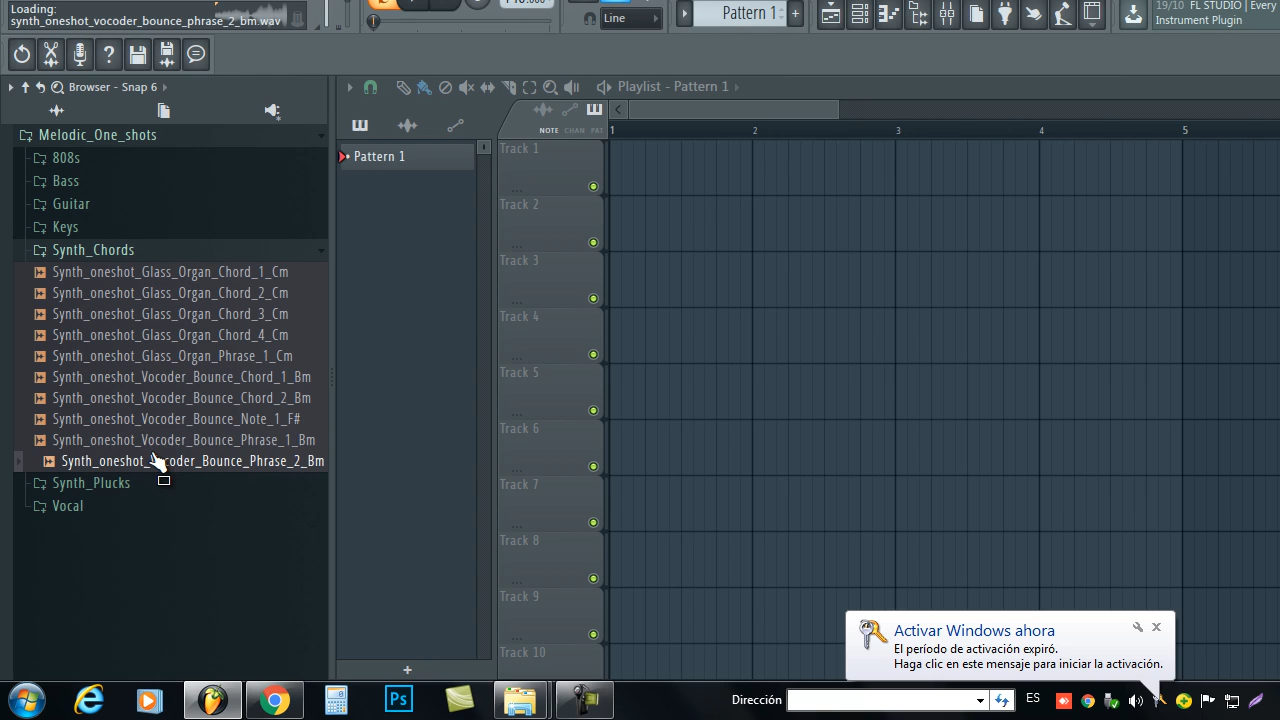 Loading:
synth_oneshot_vocoder_bounce_phrase_2_bm.wav
Line
Pattern 1
+
19/10 FL STUDIO | Every
Instrument Plugin
?
Browser - Snap 6
Playlist - Pattern 1
NOTE CHAN PAT
1 2 3 4 5
Melodic_One_shots
808s
Bass
Guitar
Keys
Synth_Chords
Synth_oneshot_Glass_Organ_Chord_1_Cm
Synth_oneshot_Glass_Organ_Chord_2_Cm
Synth_oneshot_Glass_Organ_Chord_3_Cm
Synth_oneshot_Glass_Organ_Chord_4_Cm
Synth_oneshot_Glass_Organ_Phrase_1_Cm
Synth_oneshot_Vocoder_Bounce_Chord_1_Bm
Synth_oneshot_Vocoder_Bounce_Chord_2_Bm
Synth_oneshot_Vocoder_Bounce_Note_1_F#
Synth_oneshot_Vocoder_Bounce_Phrase_1_Bm
Synth_oneshot_Vocoder_Bounce_Phrase_2_Bm
Synth_Plucks
Vocal
Pattern 1
+
Track 1
Track 2
Track 3
Track 4
Track 5
Track 6
Track 7
Track 8
Track 9
Track 10
Activar Windows ahora
El período de activación expiró.
Haga clic en este mensaje para iniciar la activación.
Ps
Dirección
ES